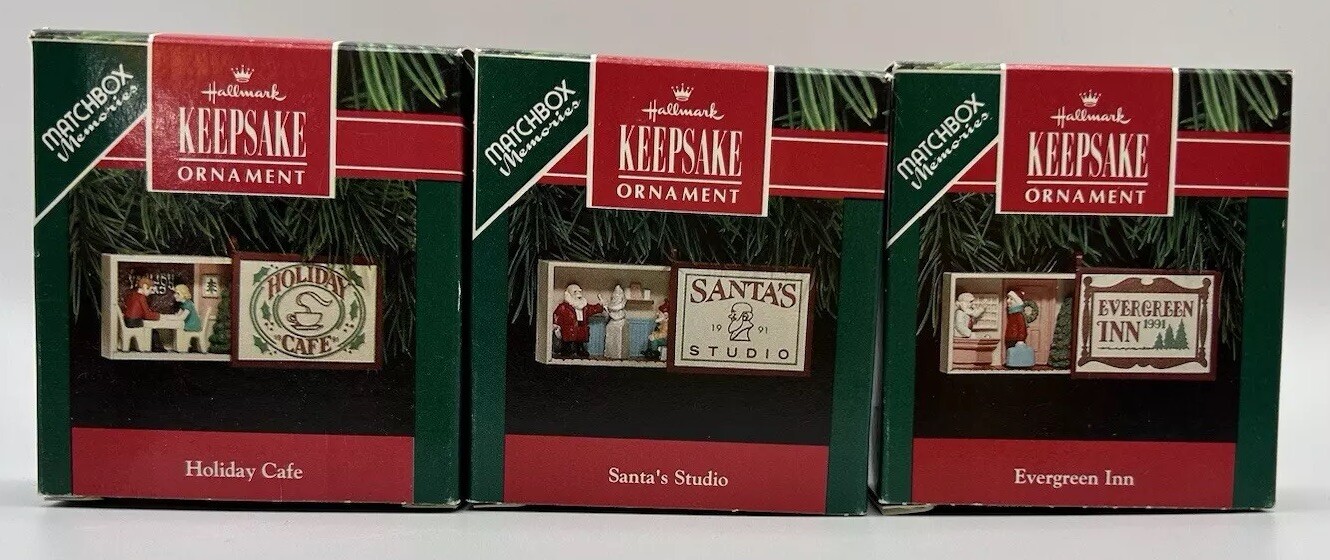 MATCHBOX
Memories
Hallmark
KEEPSAKE
ORNAMENT
HOLIDAY
CAFE
Holiday Cafe
MATCHBOX
Memories
Hallmark
KEEPSAKE
ORNAMENT
SANTA'S
19 91
STUDIO
Santa's Studio
MATCHBOX
Memories
Hallmark
KEEPSAKE
ORNAMENT
EVERGREEN
INN 1991
Evergreen Inn